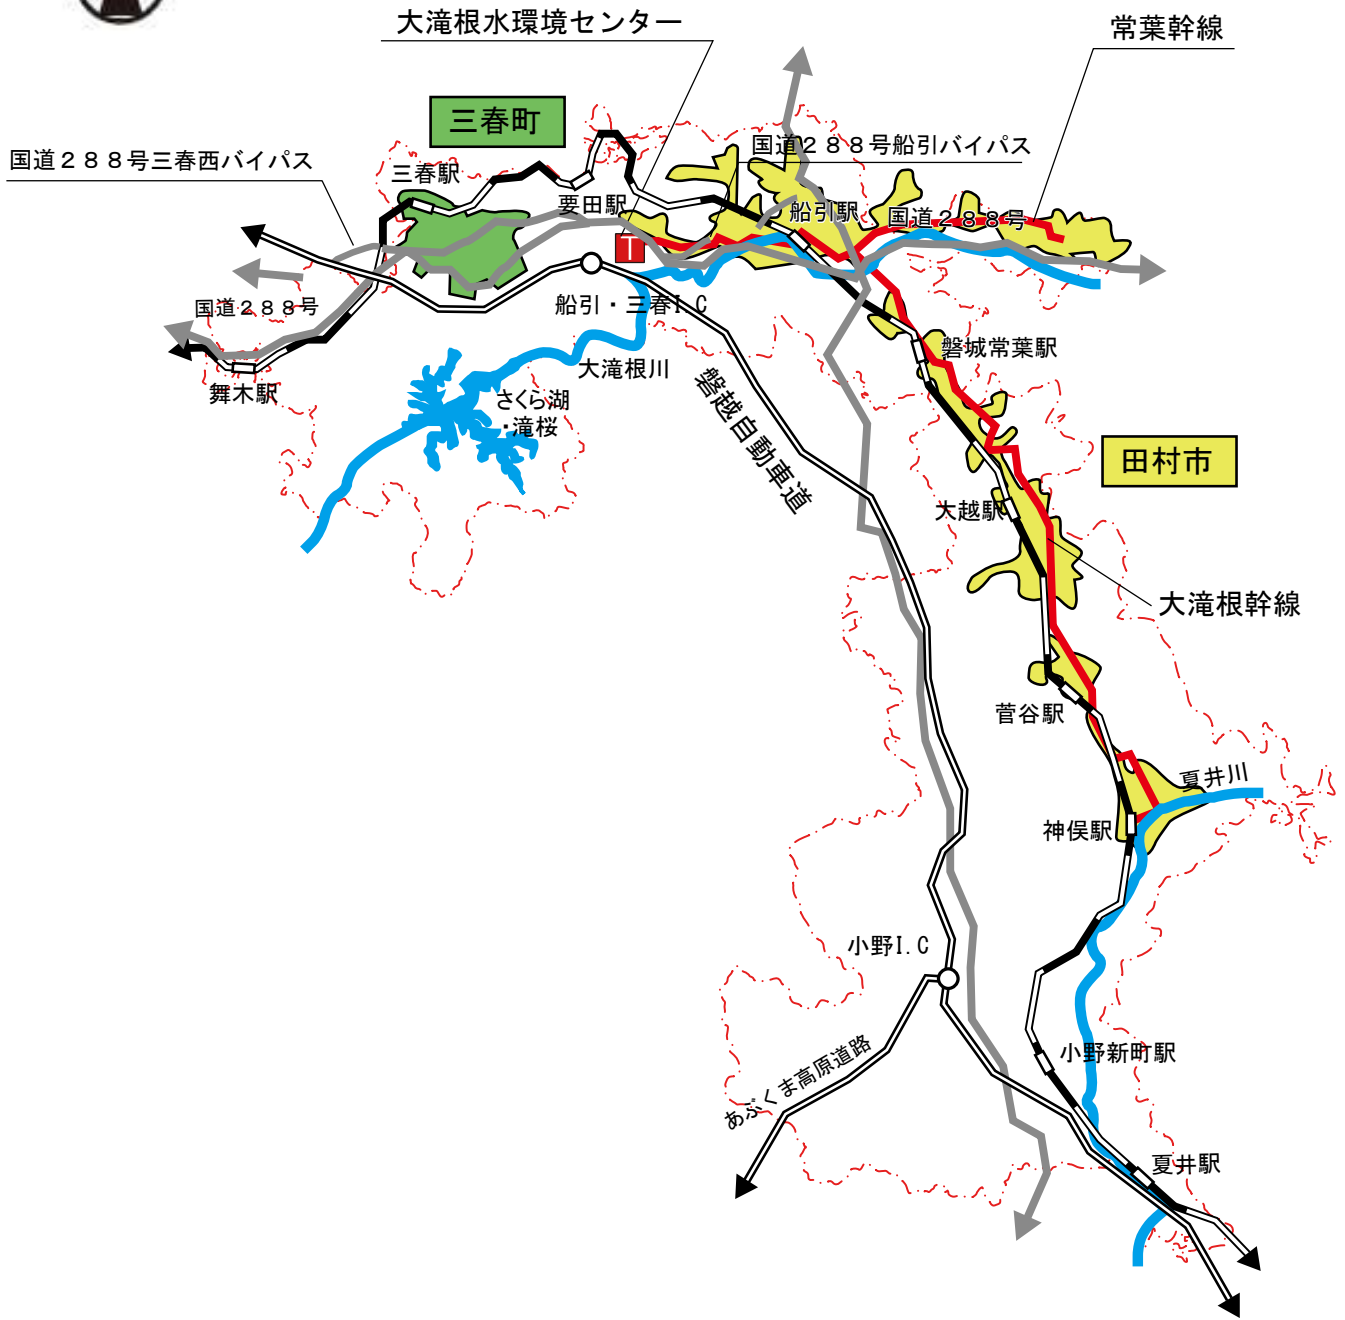 大滝根水環境センター
常葉幹線
三春町
国道２８８号船引バイパス
国道２８８号三春西バイパス
三春駅
要田駅
船引駅
国道２８８号
T
国道２８８号
船引・三春I.C
磐城常葉駅
大滝根川
舞木駅
さくら湖
・滝桜
磐越自動車道
田村市
大越駅
大滝根幹線
菅谷駅
夏井川
神俣駅
小野I.C
小野新町駅
あぶくま高原道路
夏井駅